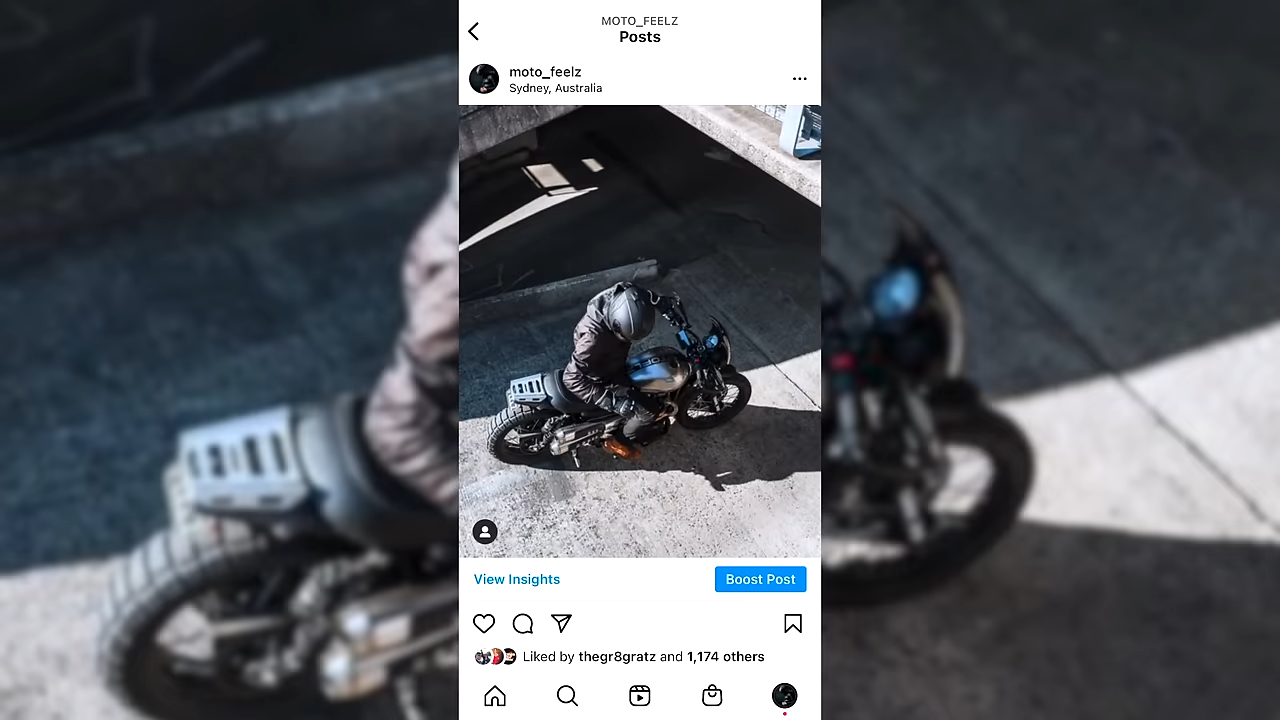 MOTO_FEELZ
Posts
moto_feelz
Sydney, Australia
View Insights
Boost Post
Liked by thegr8gratz and 1,174 others